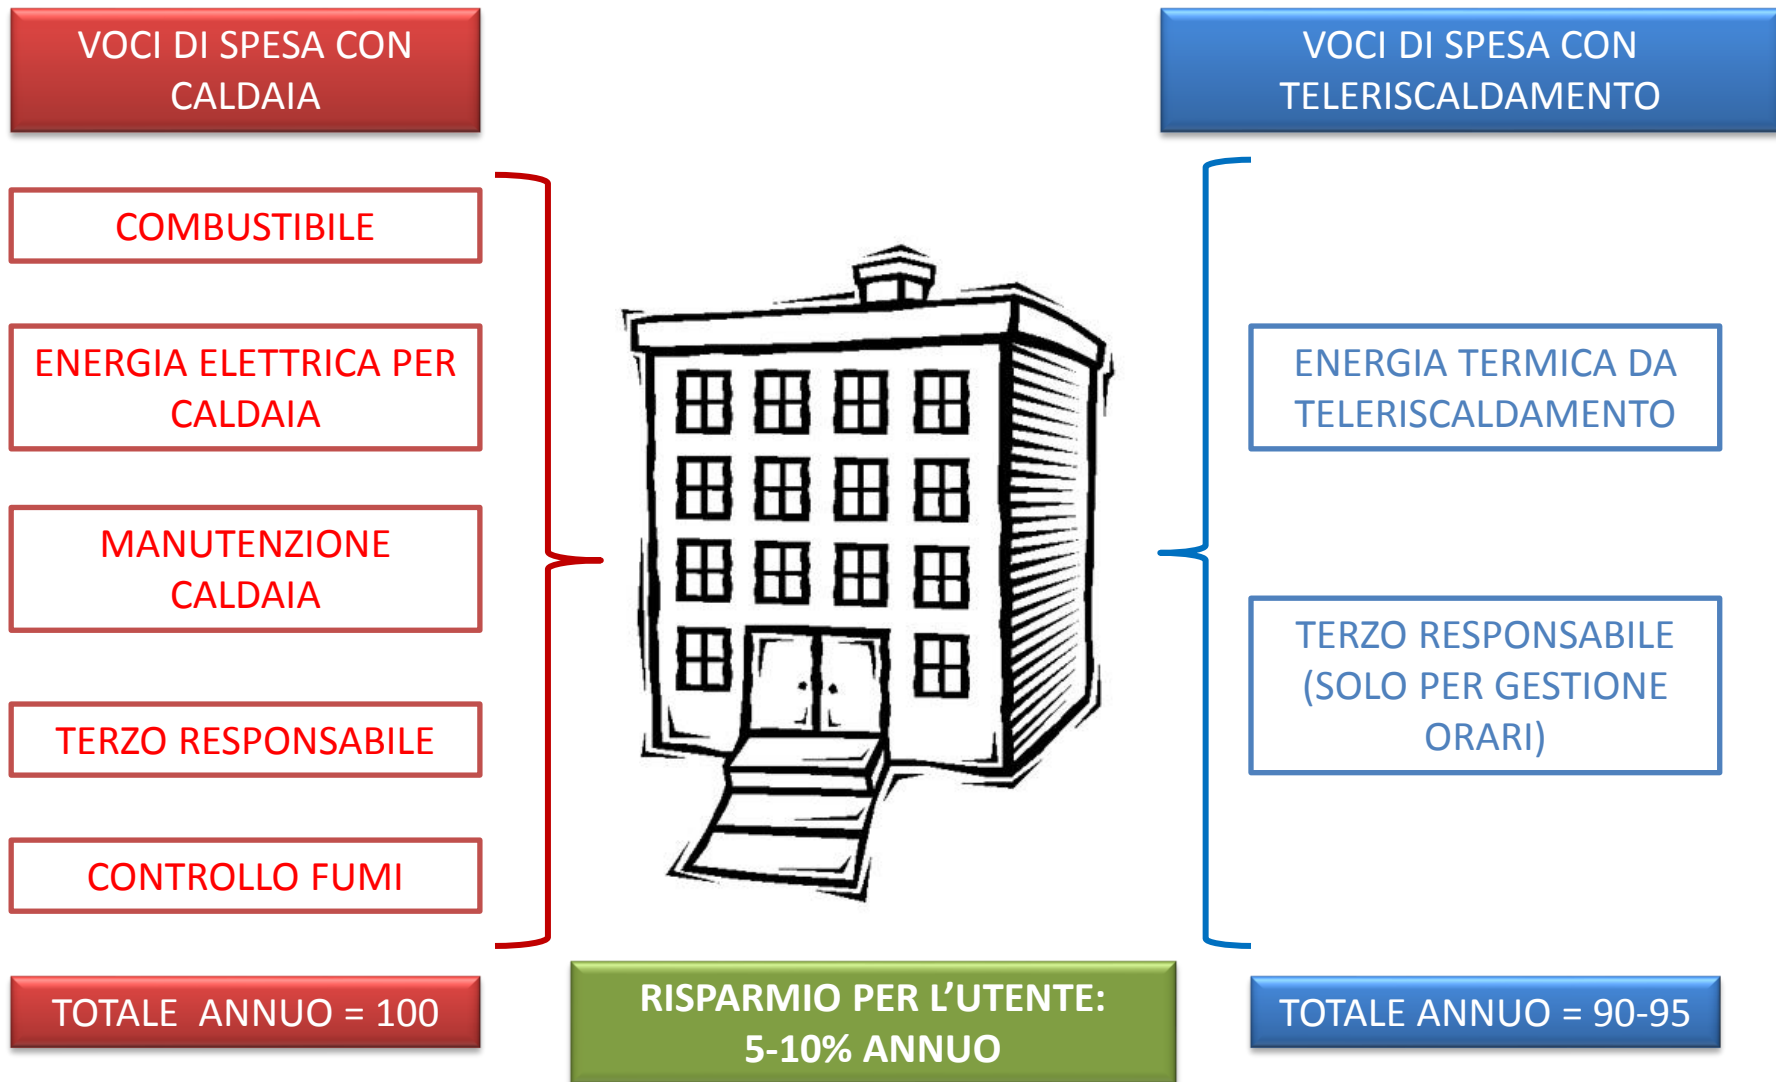 VOCI DI SPESA CON
CALDAIA
COMBUSTIBILE
ENERGIA ELETTRICA PER
CALDAIA
MANUTENZIONE
CALDAIA
TERZO RESPONSABILE
CONTROLLO FUMI
TOTALE ANNUO = 100
RISPARMIO PER L’UTENTE:
5-10% ANNUO
VOCI DI SPESA CON
TELERISCALDAMENTO
ENERGIA TERMICA DA
TELERISCALDAMENTO
TERZO RESPONSABILE
(SOLO PER GESTIONE
ORARI)
TOTALE ANNUO = 90-95